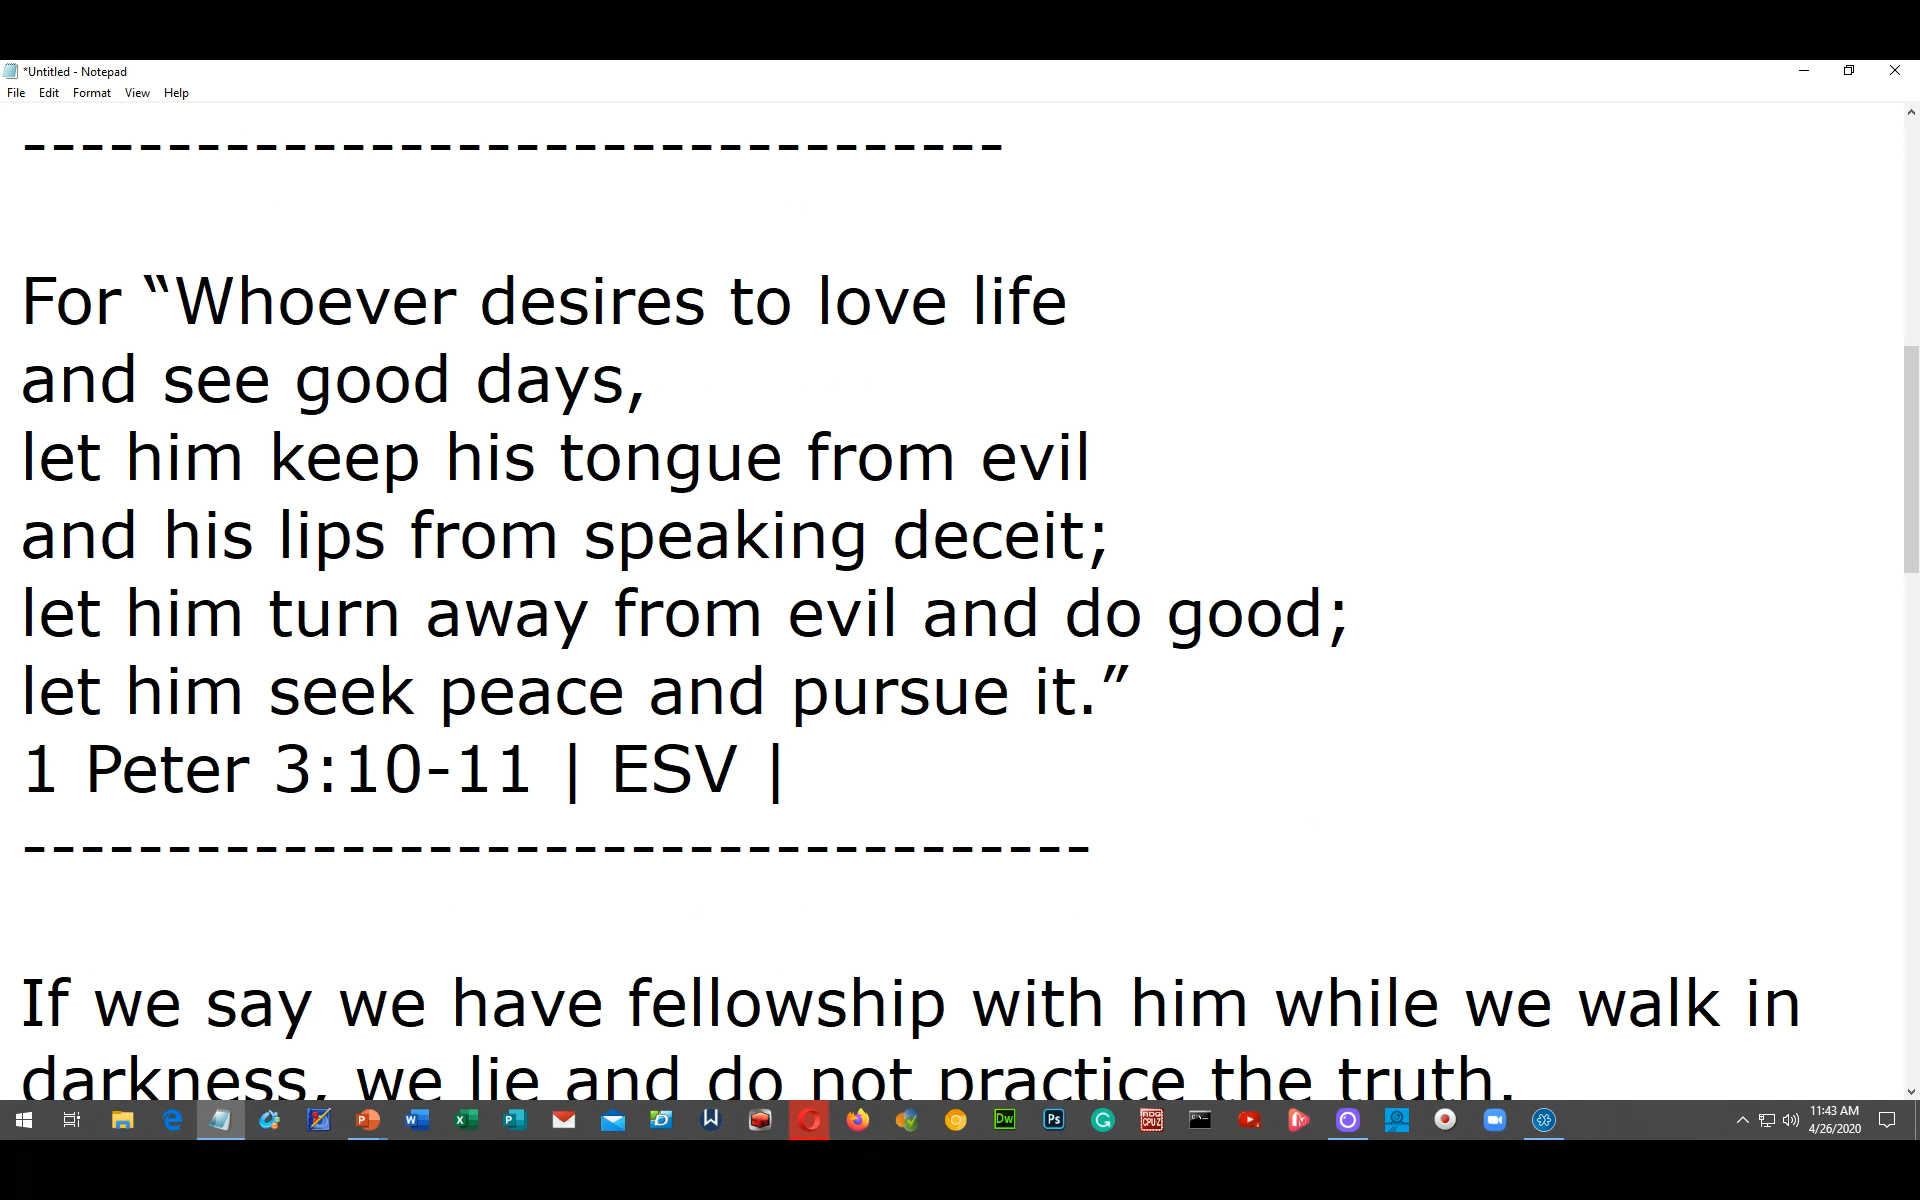 *Untitled - Notepad
File Edit Format View Help
-----------------------------------
For “Whoever desires to love life
and see good days,
let him keep his tongue from evil
and his lips from speaking deceit;
let him turn away from evil and do good;
let him seek peace and pursue it.”
1 Peter 3:10-11 | ESV |
--------------------------------------
If we say we have fellowship with him while we walk in
darkness, we lie and do not practice the truth.
Dw
Ps
11:43 AM
4/26/2020